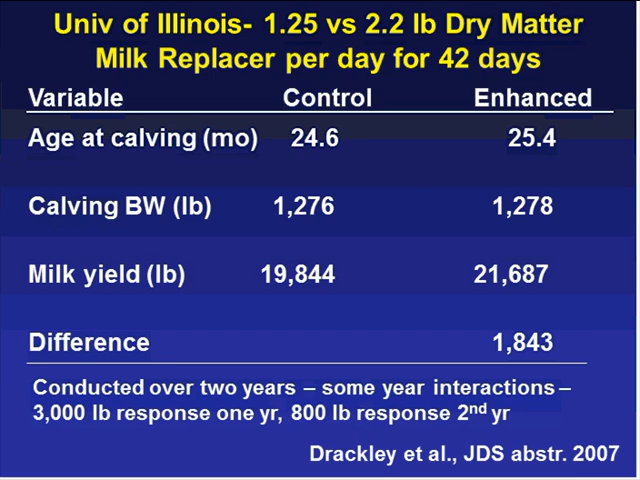 Univ of Illinois- 1.25 vs 2.2 lb Dry Matter
Milk Replacer per day for 42 days
Variable Control Enhanced
Age at calving (mo) 24.6 25.4
Calving BW (lb) 1,276 1,278
Milk yield (lb) 19,844 21,687
Difference 1,843
Conducted over two years – some year interactions –
3,000 lb response one yr, 800 lb response 2nd yr
Drackley et al., JDS abstr. 2007